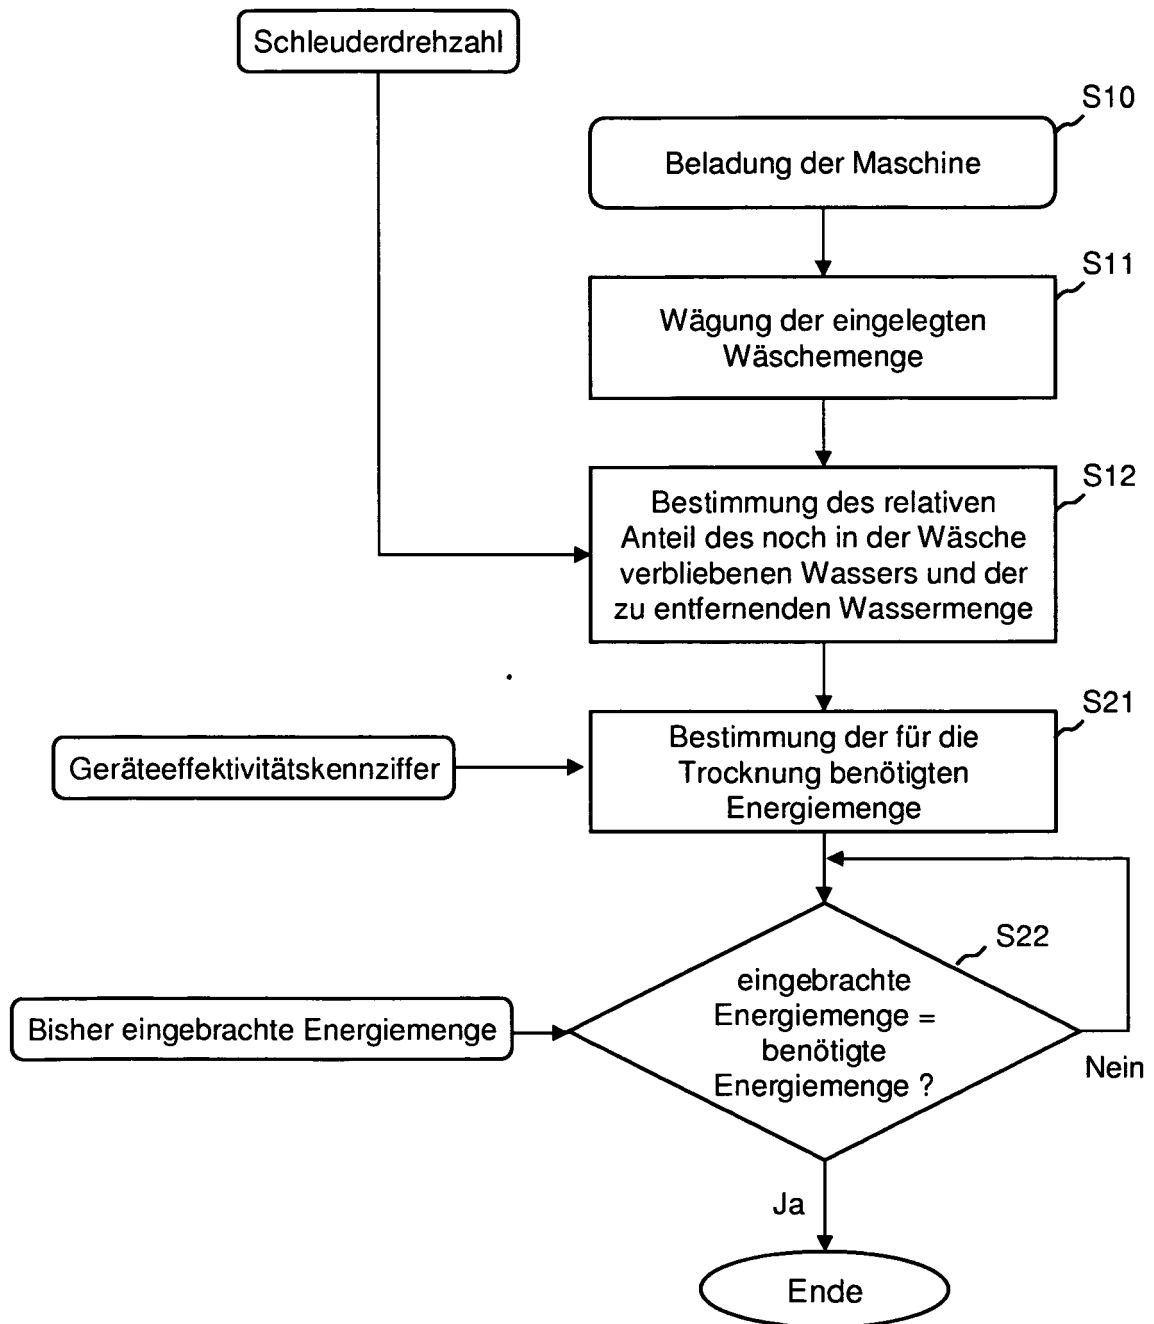 Schleuderdrehzahl
S10
Beladung der Maschine
S11
Wägung der eingelegten
Wäschemenge
S12
Bestimmung des relativen
Anteil des noch in der Wäsche
verbliebenen Wassers und der
zu entfernenden Wassermenge
S21
Bestimmung der für die
Trocknung benötigten
Energiemenge
Geräteeffektivitätskennziffer
S22
eingebrachte
Energiemenge =
benötigte
Energiemenge ?
Bisher eingebrachte Energiemenge
Nein
Ja
Ende